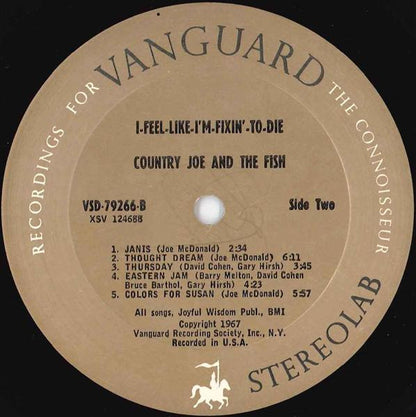 RECORDINGS FOR VANGUARD THE CONNOISSEUR
I-FEEL-LIKE-I'M-FIXIN'-TO-DIE
COUNTRY JOE AND THE FISH
VSD-79266-B Side Two
XSV 124688
1. JANIS (Joe McDonald) 2:34
2. THOUGHT DREAM (Joe McDonald) 6:11
3. THURSDAY (David Cohen, Gary Hirsh) 3:45
4. EASTERN JAM (Barry Melton, David Cohen
Bruce Barthol, Gary Hirsh) 4:23
5. COLORS FOR SUSAN (Joe McDonald) 5:57
All songs, Joyful Wisdom Publ., BMI
Copyright 1967
Vanguard Recording Society, Inc., N.Y.
Recorded in U.S.A.
STEREOLAB